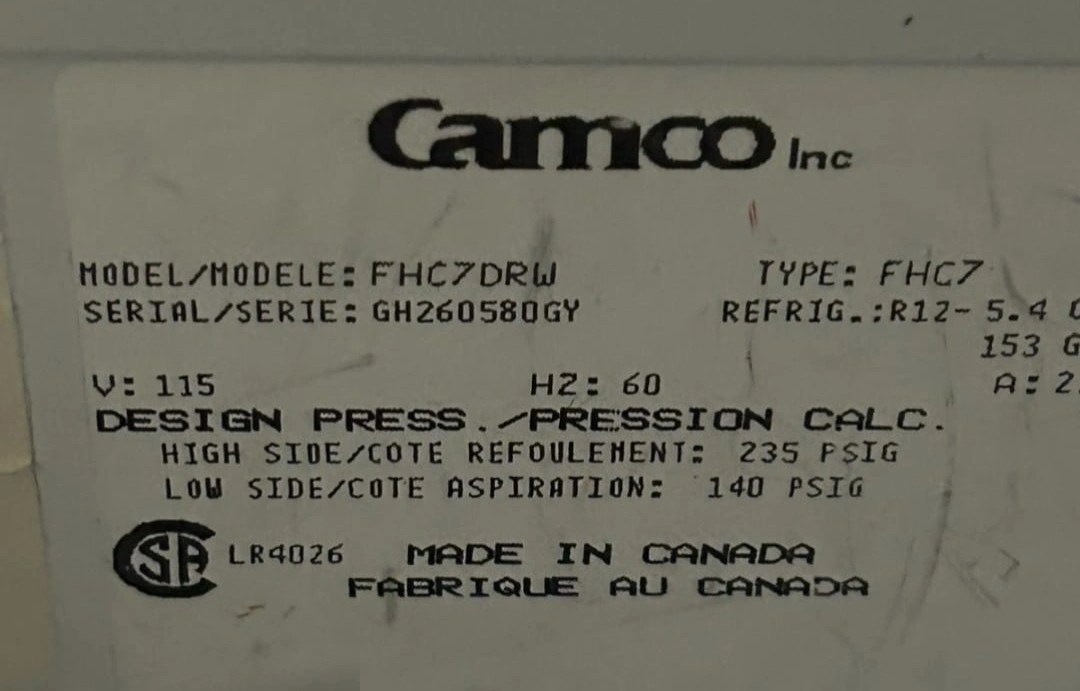 Camco Inc
MODEL/MODELE: FHC7DRW TYPE: FHC7
SERIAL/SERIE: GH260580GY REFRIG.:R12- 5.4
153 G
V: 115 HZ: 60 A: 2.
DESIGN PRESS./PRESSION CALC.
HIGH SIDE/COTE REFOULEMENT: 235 PSIG
LOW SIDE/COTE ASPIRATION: 140 PSIG
CSA LR4026 MADE IN CANADA
FABRIQUE AU CANADA